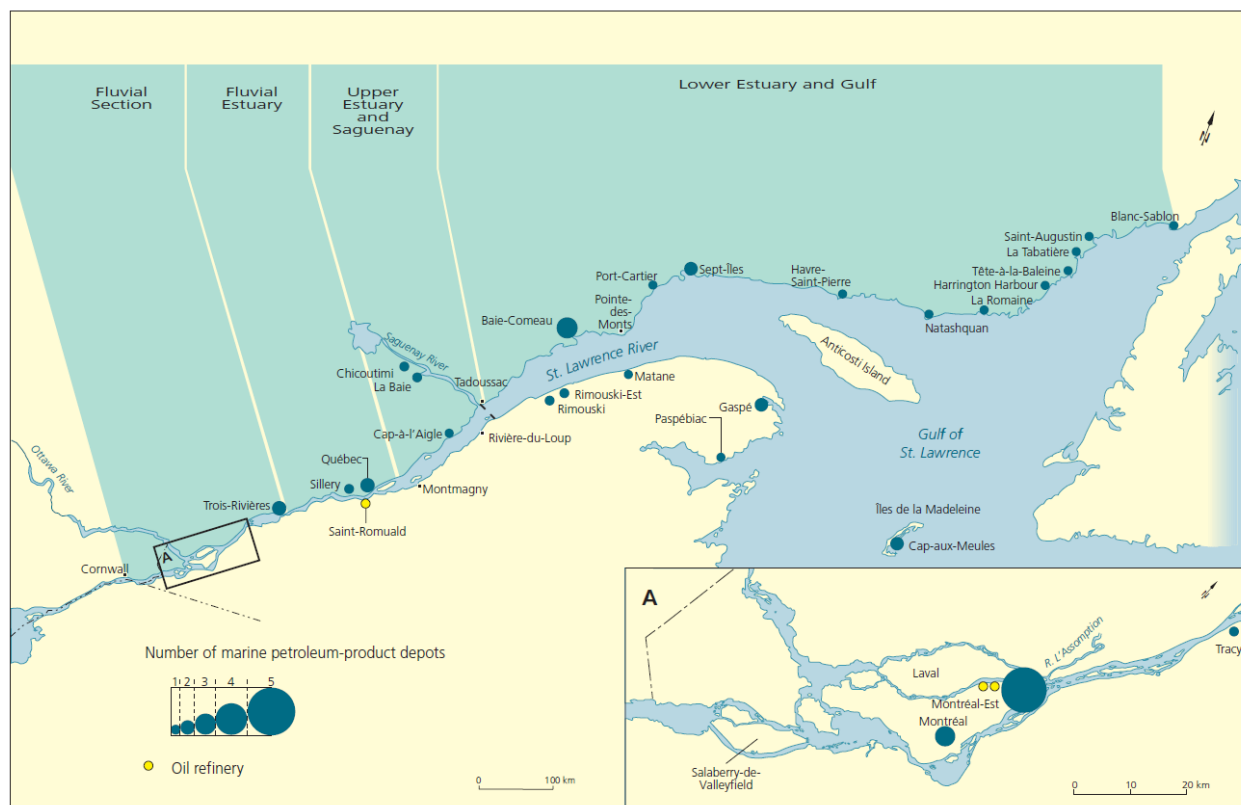 Fluvial
Section
Fluvial
Estuary
Upper
Estuary
and
Saguenay
Lower Estuary and Gulf
N
Blanc-Sablon
Saint-Augustin
La Tabatière
Tête-à-la-Baleine
Harrington Harbour
La Romaine
Natashquan
Havre-
Saint-Pierre
Sept-Îles
Port-Cartier
Pointe-
des-
Monts
Baie-Comeau
St. Lawrence River
Anticosti Island
Saguenay River
Chicoutimi
La Baie
Tadoussac
Matane
Rimouski-Est
Rimouski
Gaspé
Paspébiac
Cap-à-l'Aigle
Rivière-du-Loup
Gulf of
St. Lawrence
Québec
Sillery
Montmagny
Ottawa River
Trois-Rivières
Saint-Romuald
Îles de la Madeleine
Cap-aux-Meules
A
Cornwall
Number of marine petroleum-product depots
1 2 3 4 5
Oil refinery
0 100 km
A
N
R. L'Assomption
Tracy
Laval
Montréal-Est
Montréal
Salaberry-de-
Valleyfield
0 10 20 km